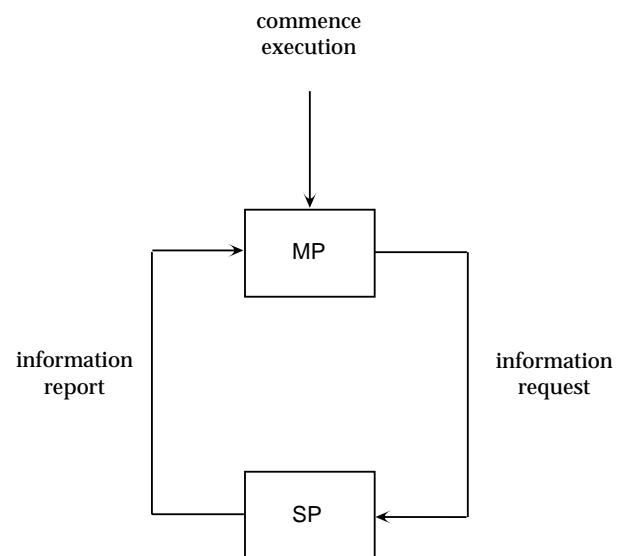 commence
execution
MP
information
report
information
request
SP